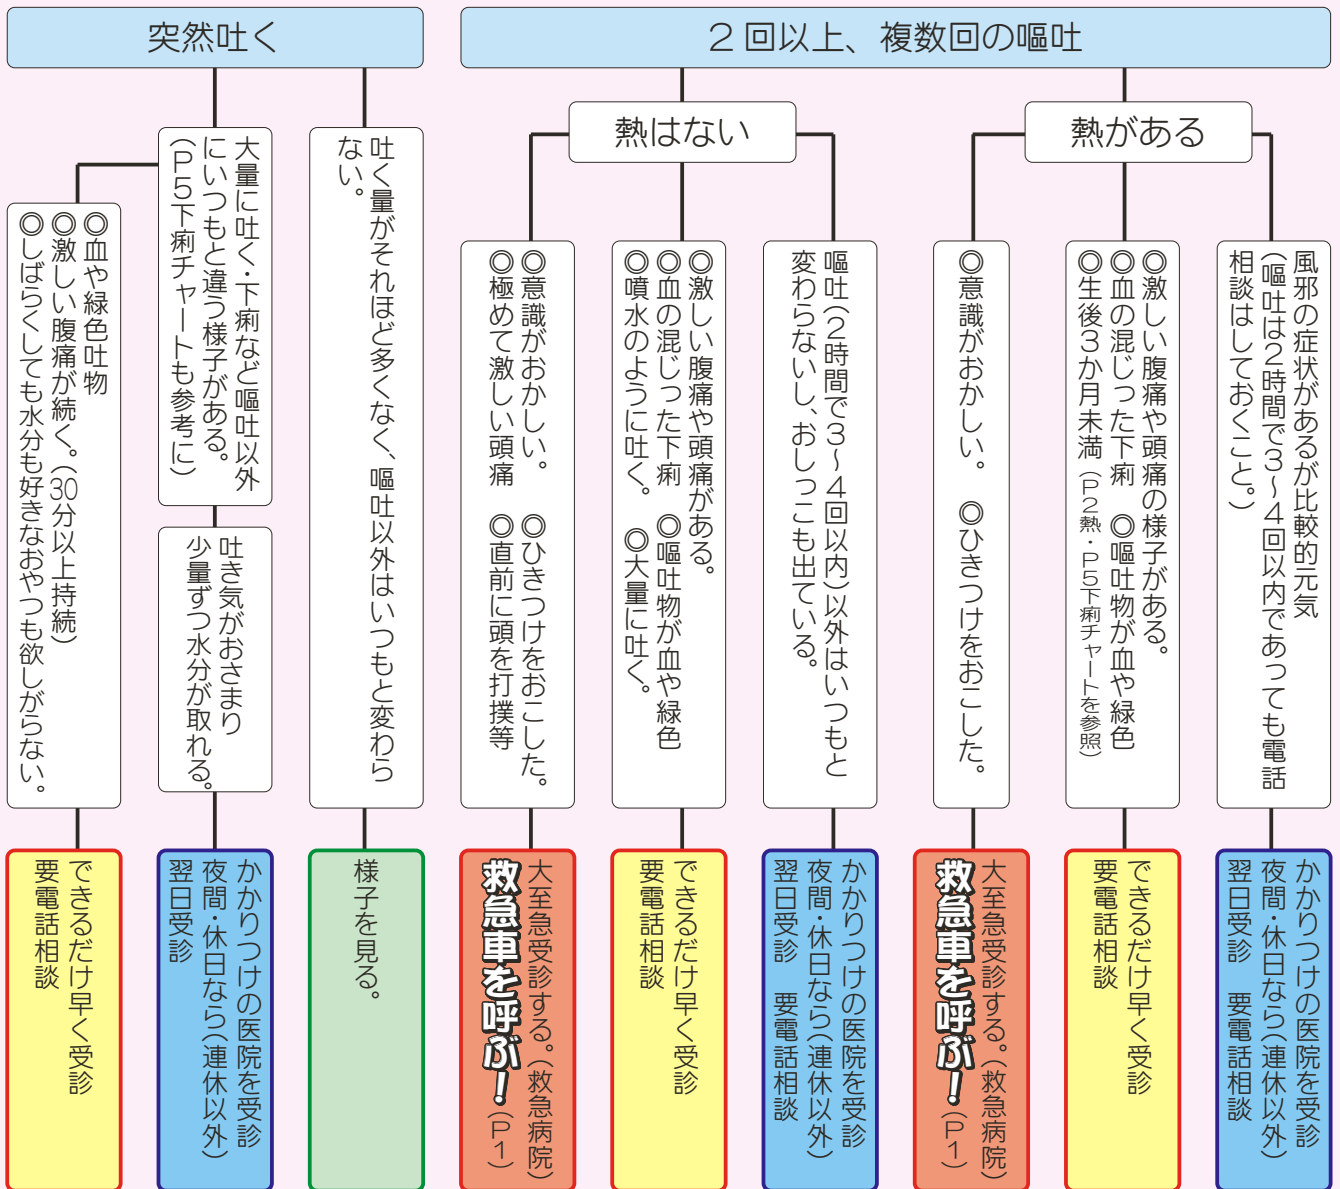 突然吐く
2回以上、複数回の嘔吐
熱はない
熱がある
風邪の症状があるが比較的元気
(嘔吐は2時間で3~4回以内であっても電話
相談はしておくこと。)
◎激しい腹痛や頭痛の様子がある。
◎血の混じった下痢 ◎嘔吐物が血や緑色
◎生後3か月未満(P2熱・P5下痢チャートを参照)
◎意識がおかしい。 ◎ひきつけをおこした。
嘔吐(2時間で3~4回以内)以外はいつもと
変わらないし、おしっこも出ている。
◎激しい腹痛や頭痛がある。
◎血の混じった下痢 ◎嘔吐物が血や緑色
◎噴水のように吐く。 ◎大量に吐く。
◎意識がおかしい。 ◎ひきつけをおこした。
◎極めて激しい頭痛 ◎直前に頭を打撲等
吐く量がそれほど多くなく、嘔吐以外はいつもと変わら
ない。
大量に吐く・下痢など嘔吐以外
にいつもと違う様子がある。
(P5下痢チャートも参考に)
吐き気がおさまり
少量ずつ水分が取れる。
◎血や緑色吐物
◎激しい腹痛が続く。(30分以上持続)
◎しばらくしても水分も好きなおやつも欲しがらない。
かかりつけの医院を受診
夜間・休日なら(連休以外)
翌日受診 要電話相談
できるだけ早く受診
要電話相談
大至急受診する。(救急病院)
救急車を呼ぶ!(P1)
かかりつけの医院を受診
夜間・休日なら(連休以外)
翌日受診 要電話相談
できるだけ早く受診
要電話相談
大至急受診する。(救急病院)
救急車を呼ぶ!(P1)
様子を見る。
かかりつけの医院を受診
夜間・休日なら(連休以外)
翌日受診
できるだけ早く受診
要電話相談